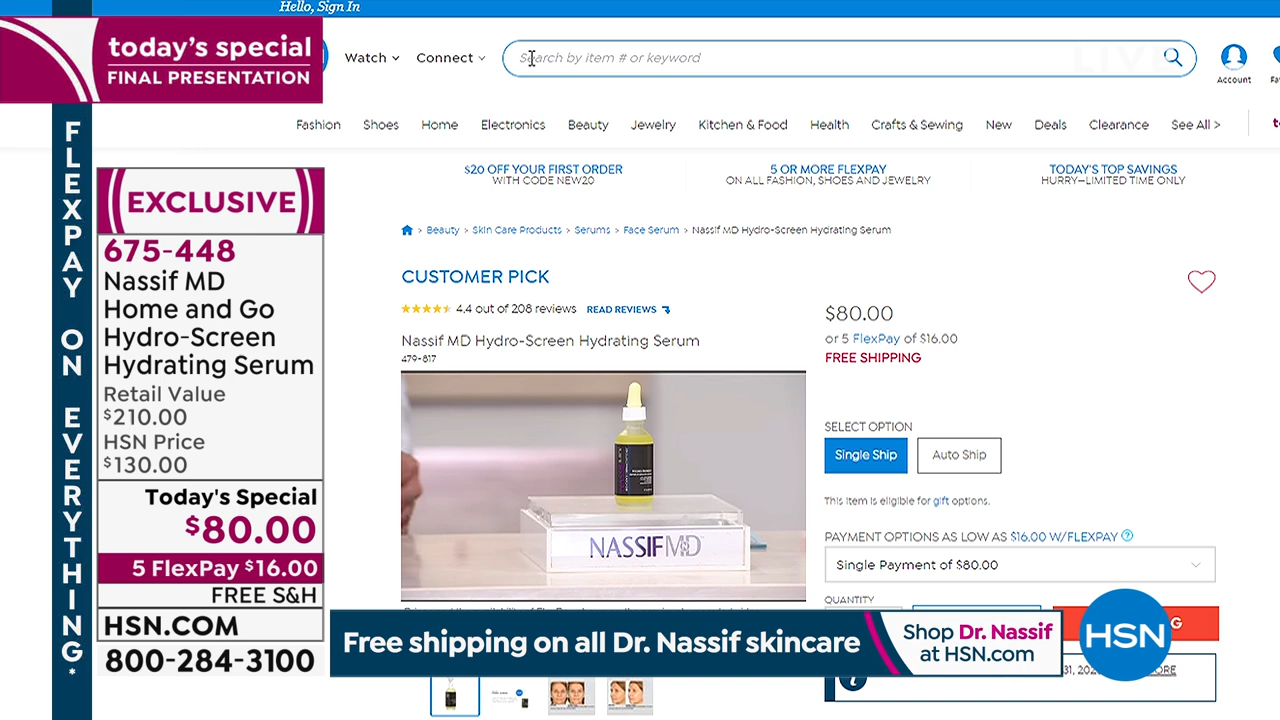 Hello, Sign In
today's special
FINAL PRESENTATION
Watch
Connect
Search by item # or keyword
LIVE
Account
Fav
Fashion
Shoes
Home
Electronics
Beauty
Jewelry
Kitchen & Food
Health
Crafts & Sewing
New
Deals
Clearance
See All >
$20 OFF YOUR FIRST ORDER
WITH CODE NEW20
5 OR MORE FLEXPAY
ON ALL FASHION, SHOES AND JEWELRY
TODAY'S TOP SAVINGS
HURRY—LIMITED TIME ONLY
FLEXPAY ON EVERYTHING*
EXCLUSIVE
675-448
Nassif MD
Home and Go
Hydro-Screen
Hydrating Serum
Retail Value
$210.00
HSN Price
$130.00
Today's Special
$80.00
5 FlexPay $16.00
FREE S&H
HSN.COM
800-284-3100
> Beauty > Skin Care Products > Serums > Face Serum > Nassif MD Hydro-Screen Hydrating Serum
CUSTOMER PICK
4.4 out of 208 reviews READ REVIEWS
Nassif MD Hydro-Screen Hydrating Serum
479-817
NASSIFMD
$80.00
or 5 FlexPay of $16.00
FREE SHIPPING
SELECT OPTION
Single Ship
Auto Ship
This item is eligible for gift options.
PAYMENT OPTIONS AS LOW AS $16.00 W/FLEXPAY ?
Single Payment of $80.00
QUANTITY
G
Free shipping on all Dr. Nassif skincare
Shop Dr. Nassif
at HSN.com
HSN